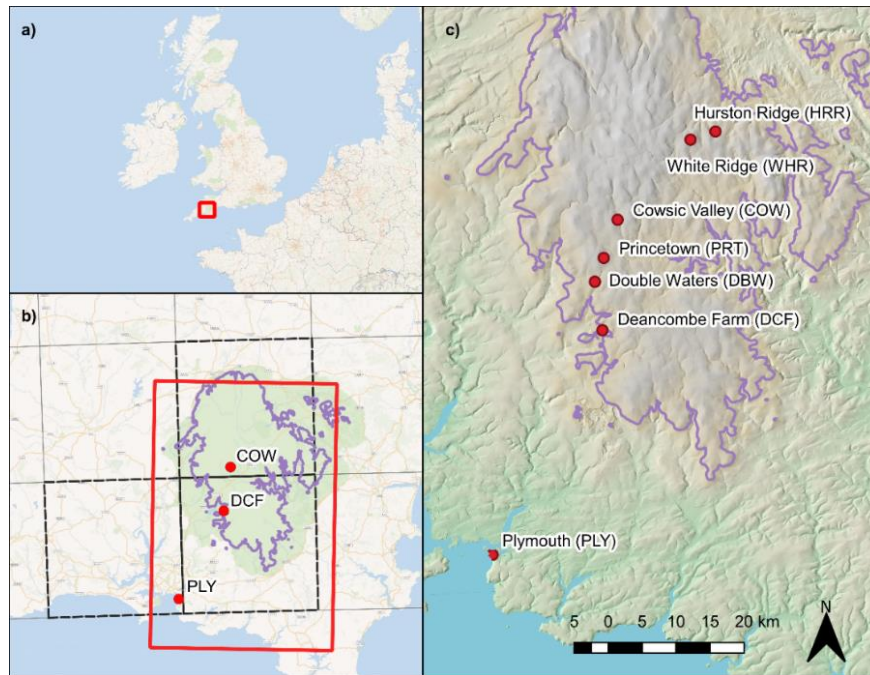 a)
b)
COW
DCF
PLY
c)
Hurston Ridge (HRR)
White Ridge (WHR)
Cowsic Valley (COW)
Princetown (PRT)
Double Waters (DBW)
Deancombe Farm (DCF)
Plymouth (PLY)
N
5 0 5 10 15 20 km